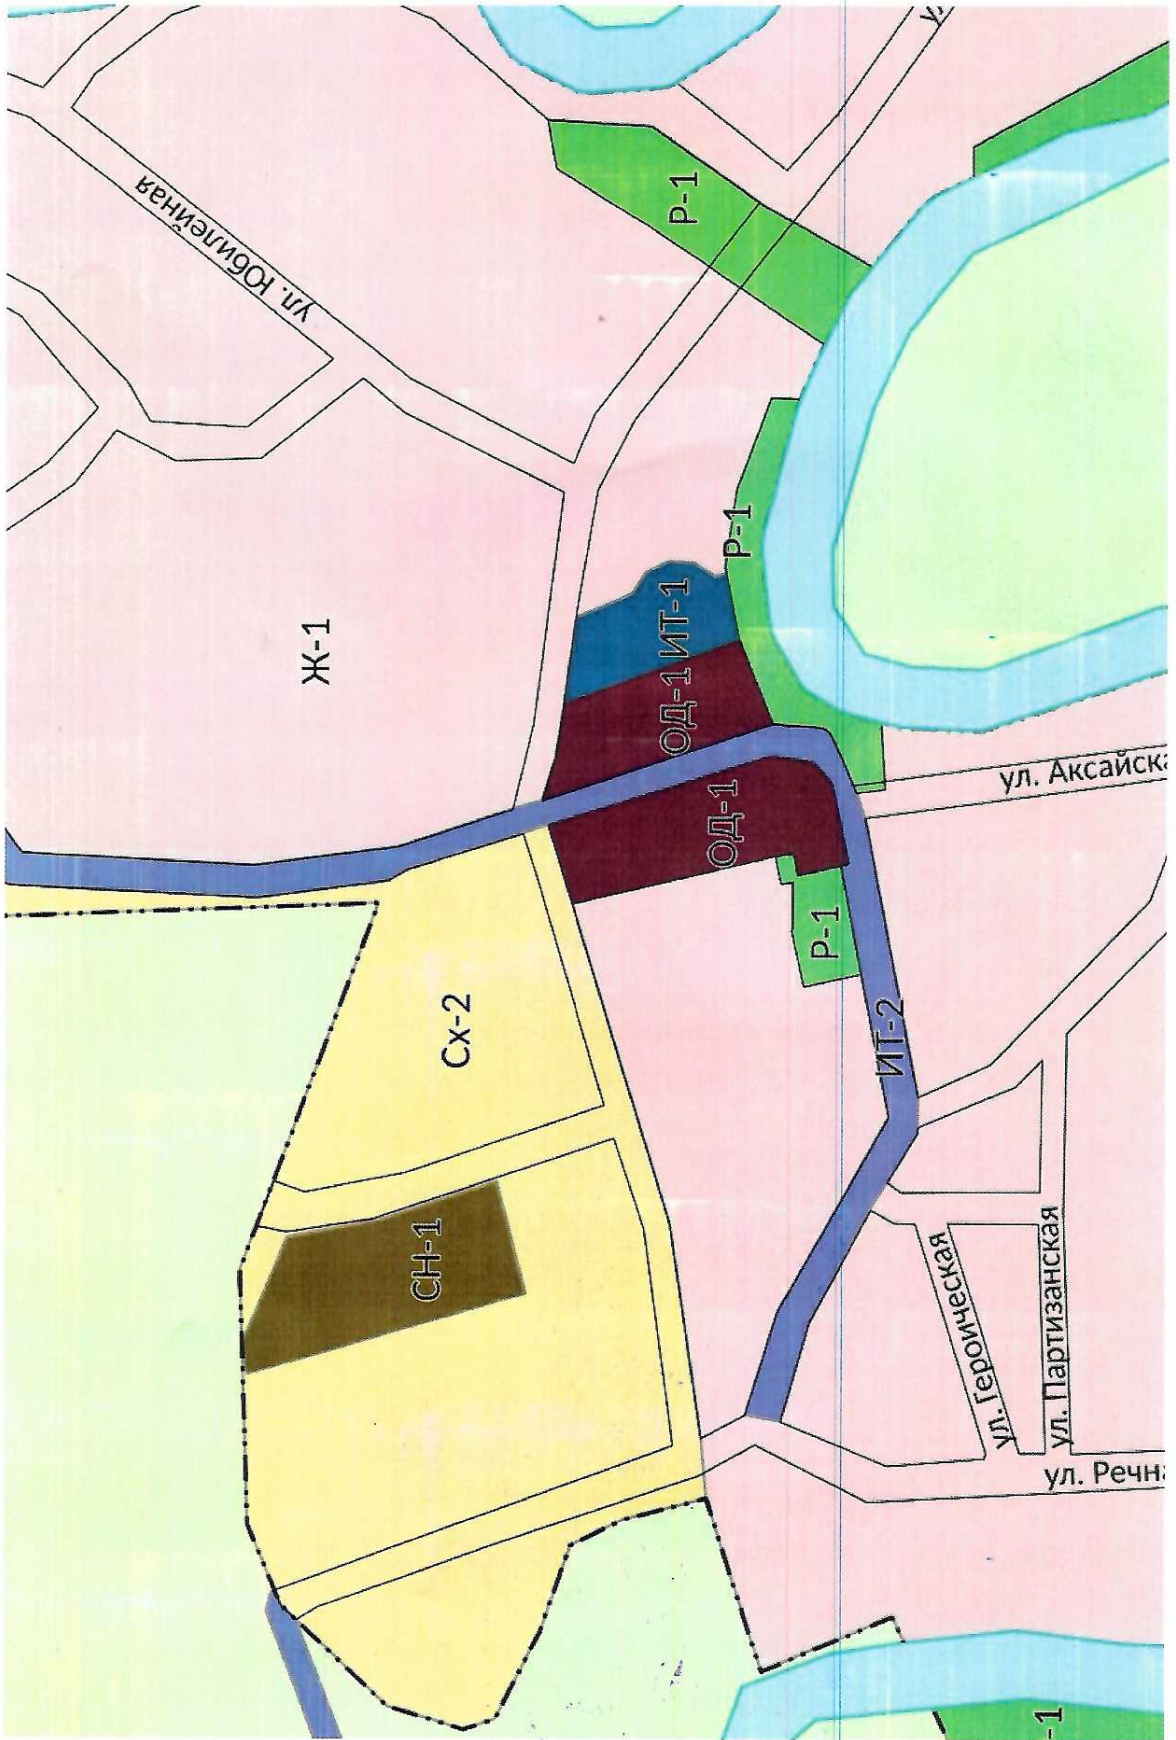 ул. Юбилейная
Р-1
Ж-1
Р-1
ИТ-1
ОД-1
ОД-1
ул. Аксайска
Р-1
Сх-2
ИТ-2
СН-1
ул. Героическая
ул. Партизанская
ул. Речна
-1